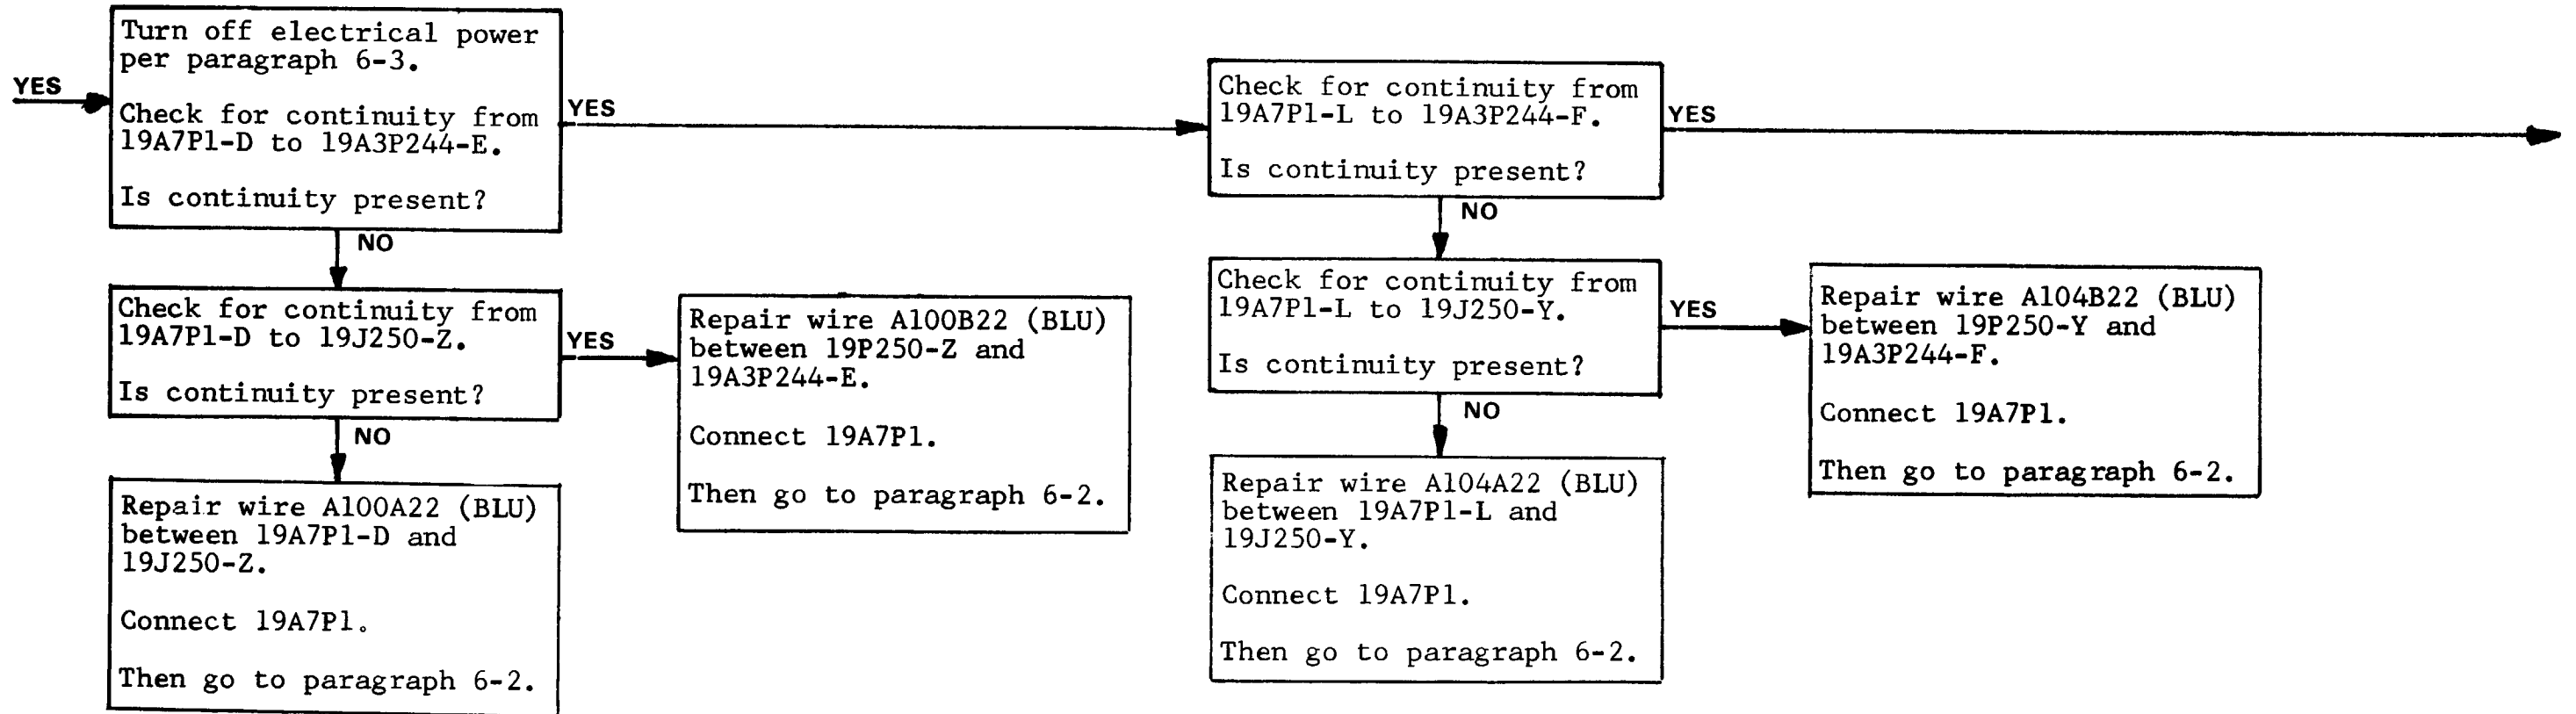 YES
Turn off electrical power
per paragraph 6-3.
Check for continuity from
19A7P1-D to 19A3P244-E.
Is continuity present?
YES
NO
Check for continuity from
19A7P1-D to 19J250-Z.
Is continuity present?
YES
Repair wire A100B22 (BLU)
between 19P250-Z and
19A3P244-E.
Connect 19A7P1.
Then go to paragraph 6-2.
NO
Repair wire A100A22 (BLU)
between 19A7P1-D and
19J250-Z.
Connect 19A7P1.
Then go to paragraph 6-2.
Check for continuity from
19A7P1-L to 19A3P244-F.
Is continuity present?
YES
NO
Check for continuity from
19A7P1-L to 19J250-Y.
Is continuity present?
YES
Repair wire A104B22 (BLU)
between 19P250-Y and
19A3P244-F.
Connect 19A7P1.
Then go to paragraph 6-2.
NO
Repair wire A104A22 (BLU)
between 19A7P1-L and
19J250-Y.
Connect 19A7P1.
Then go to paragraph 6-2.